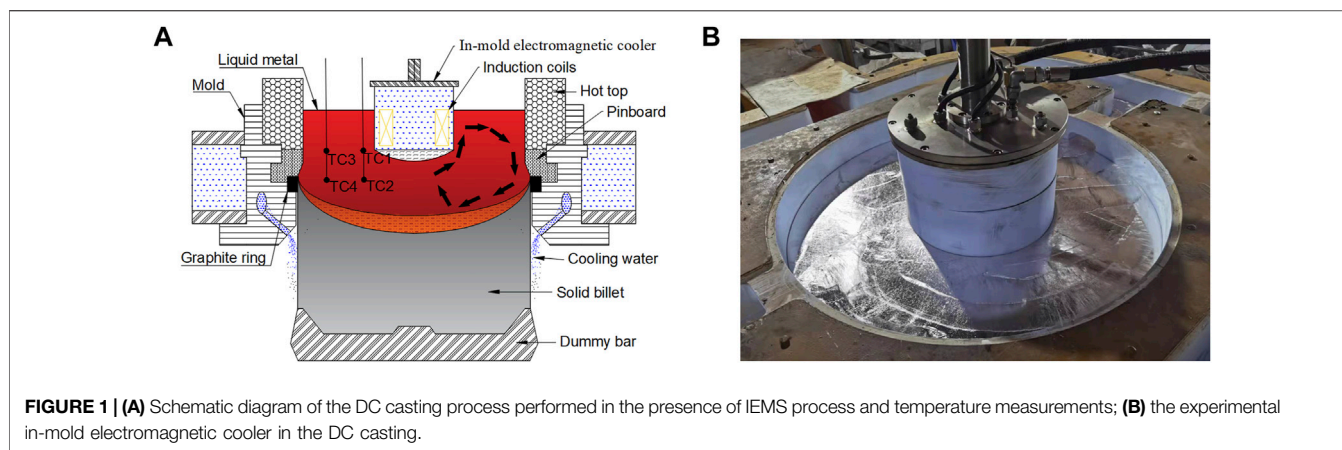 A
B
In-mold electromagnetic cooler
Liquid metal
Induction coils
Mold
Hot top
Pinboard
TC3
TC1
TC4
TC2
Graphite ring
Cooling water
Solid billet
Dummy bar
FIGURE 1 | (A) Schematic diagram of the DC casting process performed in the presence of IEMS process and temperature measurements; (B) the experimental
in-mold electromagnetic cooler in the DC casting.